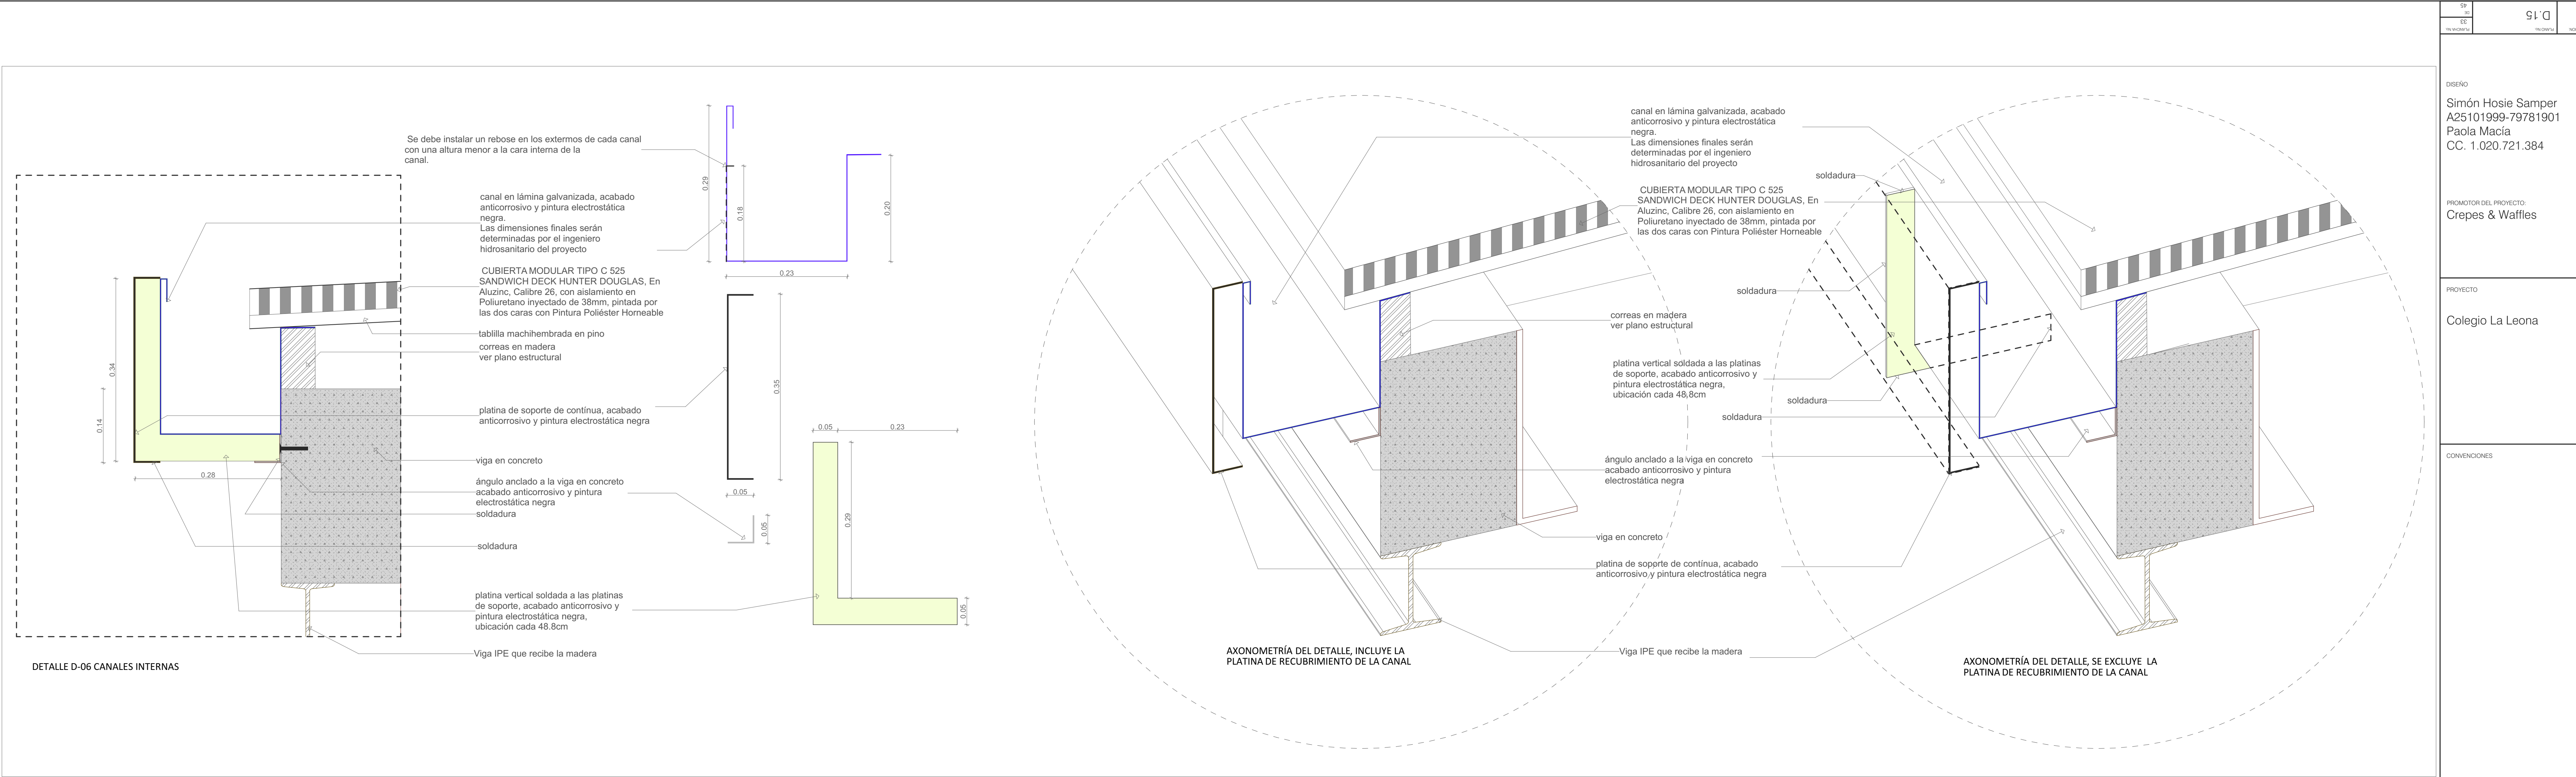 Se debe instalar un rebose en los extermos de cada canal
con una altura menor a la cara interna de la
canal.
canal en lámina galvanizada, acabado
anticorrosivo y pintura electrostática
negra.
Las dimensiones finales serán
determinadas por el ingeniero
hidrosanitario del proyecto
CUBIERTA MODULAR TIPO C 525
SANDWICH DECK HUNTER DOUGLAS, En
Aluzinc, Calibre 26, con aislamiento en
Poliuretano inyectado de 38mm, pintada por
las dos caras con Pintura Poliéster Horneable
tablilla machihembrada en pino
correas en madera
ver plano estructural
platina de soporte de contínua, acabado
anticorrosivo y pintura electrostática negra
viga en concreto
ángulo anclado a la viga en concreto
acabado anticorrosivo y pintura
electrostática negra
soldadura
soldadura
platina vertical soldada a las platinas
de soporte, acabado anticorrosivo y
pintura electrostática negra,
ubicación cada 48.8cm
Viga IPE que recibe la madera
0.34
0.14
0.28
DETALLE D-06 CANALES INTERNAS
0.29
0.18
0.20
0.23
0.35
0.05
0.05
0.05
0.23
0.29
0.05
canal en lámina galvanizada, acabado
anticorrosivo y pintura electrostática
negra.
Las dimensiones finales serán
determinadas por el ingeniero
hidrosanitario del proyecto
CUBIERTA MODULAR TIPO C 525
SANDWICH DECK HUNTER DOUGLAS, En
Aluzinc, Calibre 26, con aislamiento en
Poliuretano inyectado de 38mm, pintada por
las dos caras con Pintura Poliéster Horneable
correas en madera
ver plano estructural
platina vertical soldada a las platinas
de soporte, acabado anticorrosivo y
pintura electrostática negra,
ubicación cada 48.8cm
ángulo anclado a la viga en concreto
acabado anticorrosivo y pintura
electrostática negra
viga en concreto
platina de soporte de contínua, acabado
anticorrosivo y pintura electrostática negra
Viga IPE que recibe la madera
soldadura
soldadura
soldadura
soldadura
AXONOMETRÍA DEL DETALLE, INCLUYE LA
PLATINA DE RECUBRIMIENTO DE LA CANAL
AXONOMETRÍA DEL DETALLE, SE EXCLUYE LA
PLATINA DE RECUBRIMIENTO DE LA CANAL
45
DE
33
PLANCHA No.
D.15
PLANO No.
DISEÑO
Simón Hosie Samper
A25101999-79781901
Paola Macía
CC. 1.020.721.384
PROMOTOR DEL PROYECTO:
Crepes & Waffles
PROYECTO
Colegio La Leona
CONVENCIONES